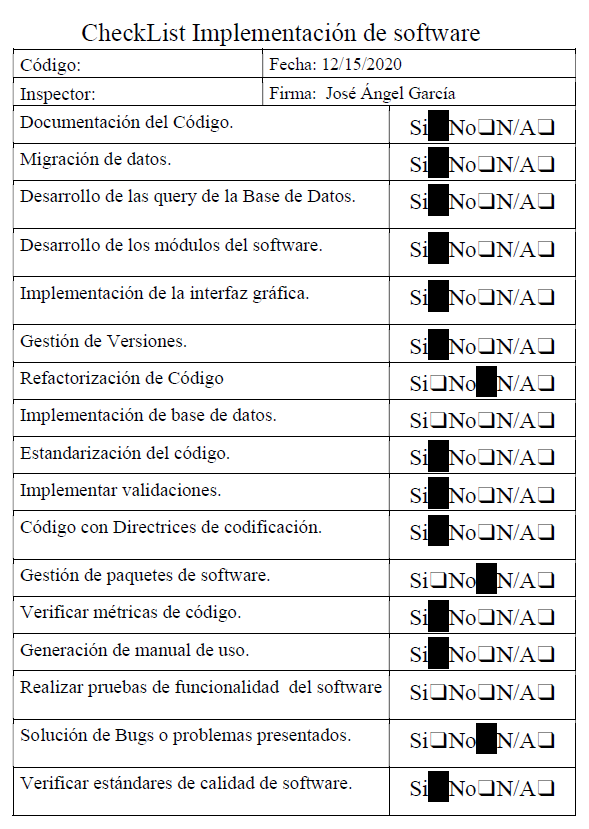 CheckList Implementación de software
Código: Fecha: 12/15/2020
Inspector: Firma: José Ángel García
Documentación del Código. Si■No❑N/A❑
Migración de datos. Si■No❑N/A❑
Desarrollo de las query de la Base de Datos. Si■No❑N/A❑
Desarrollo de los módulos del software. Si■No❑N/A❑
Implementación de la interfaz gráfica. Si■No❑N/A❑
Gestión de Versiones. Si■No❑N/A❑
Refactorización de Código Si❑No■N/A❑
Implementación de base de datos. Si❑No❑N/A❑
Estandarización del código. Si■No❑N/A❑
Implementar validaciones. Si■No❑N/A❑
Código con Directrices de codificación. Si■No❑N/A❑
Gestión de paquetes de software. Si❑No■N/A❑
Verificar métricas de código. Si■No❑N/A❑
Generación de manual de uso. Si■No❑N/A❑
Realizar pruebas de funcionalidad del software Si❑No❑N/A❑
Solución de Bugs o problemas presentados. Si❑No■N/A❑
Verificar estándares de calidad de software. Si■No❑N/A❑